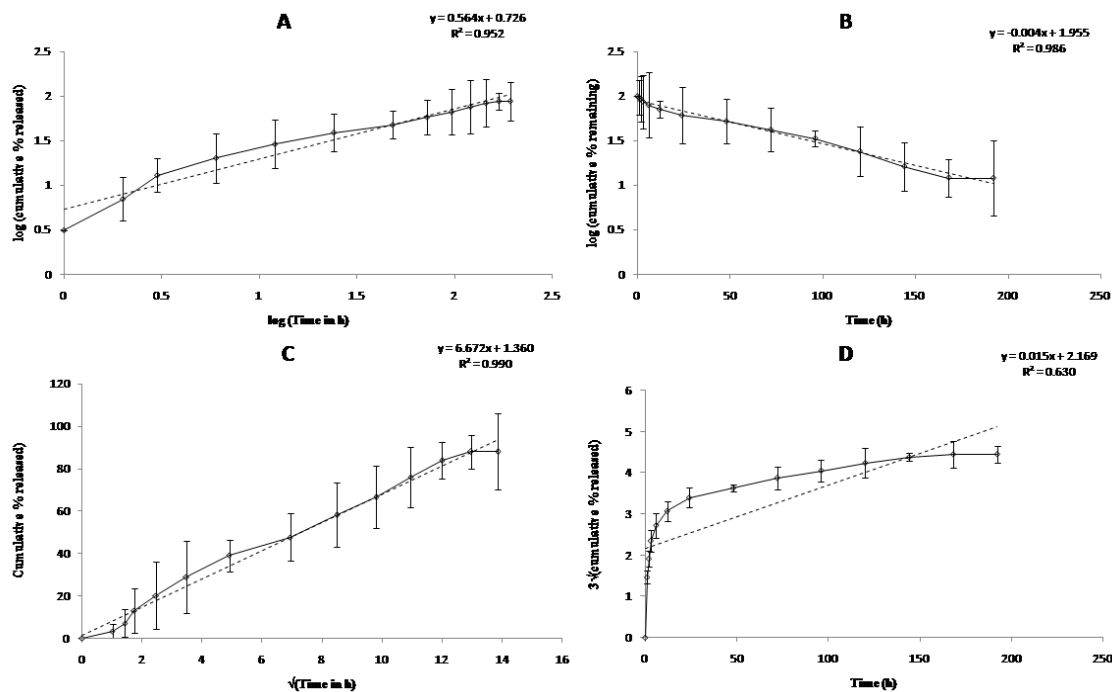 A
y = 0.564x + 0.726
R² = 0.952
log (cumulative % released)
2.5
2
1.5
1
0.5
0
0
0.5
1
1.5
2
2.5
log (Time in h)
B
y = -0.004x + 1.955
R² = 0.986
log (cumulative % remaining)
2.5
2
1.5
1
0.5
0
0
50
100
150
200
250
Time (h)
C
y = 6.672x + 1.360
R² = 0.990
Cumulative % released)
120
100
80
60
40
20
0
0
2
4
6
8
10
12
14
16
√(Time in h)
D
y = 0.015x + 2.169
R² = 0.630
3√(cumulative % released)
6
5
4
3
2
1
0
0
50
100
150
200
250
Time (h)